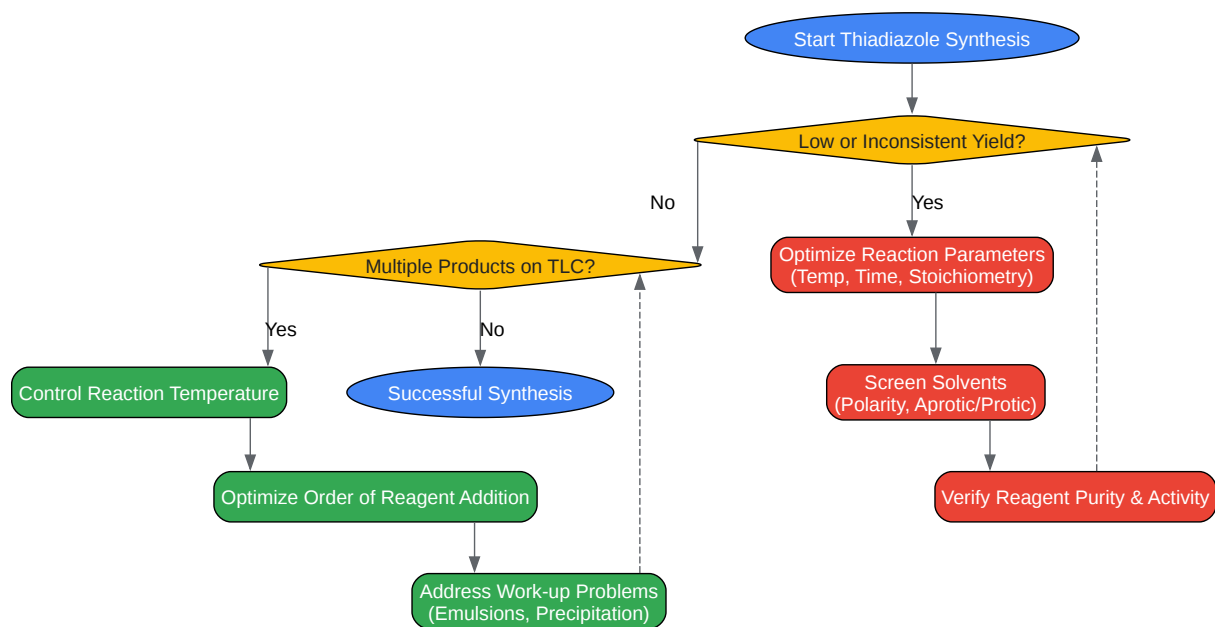 Start Thiadiazole Synthesis
Low or Inconsistent Yield?
No
Yes
Optimize Reaction Parameters
(Temp, Time, Stoichiometry)
Multiple Products on TLC?
Yes
No
Control Reaction Temperature
Successful Synthesis
Screen Solvents
(Polarity, Aprotic/Protic)
Optimize Order of Reagent Addition
Verify Reagent Purity & Activity
Address Work-up Problems
(Emulsions, Precipitation)